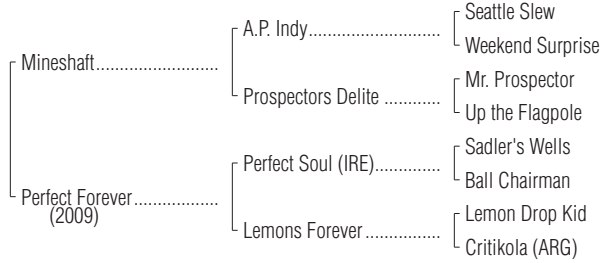 Seattle Slew
A.P. Indy............................
Weekend Surprise
Mineshaft..........................
Mr. Prospector
Prospectors Delite ............
Up the Flagpole
Sadler's Wells
Perfect Soul (IRE)..............
Ball Chairman
Perfect Forever..................
(2009)
Lemon Drop Kid
Lemons Forever ................
Critikola (ARG)